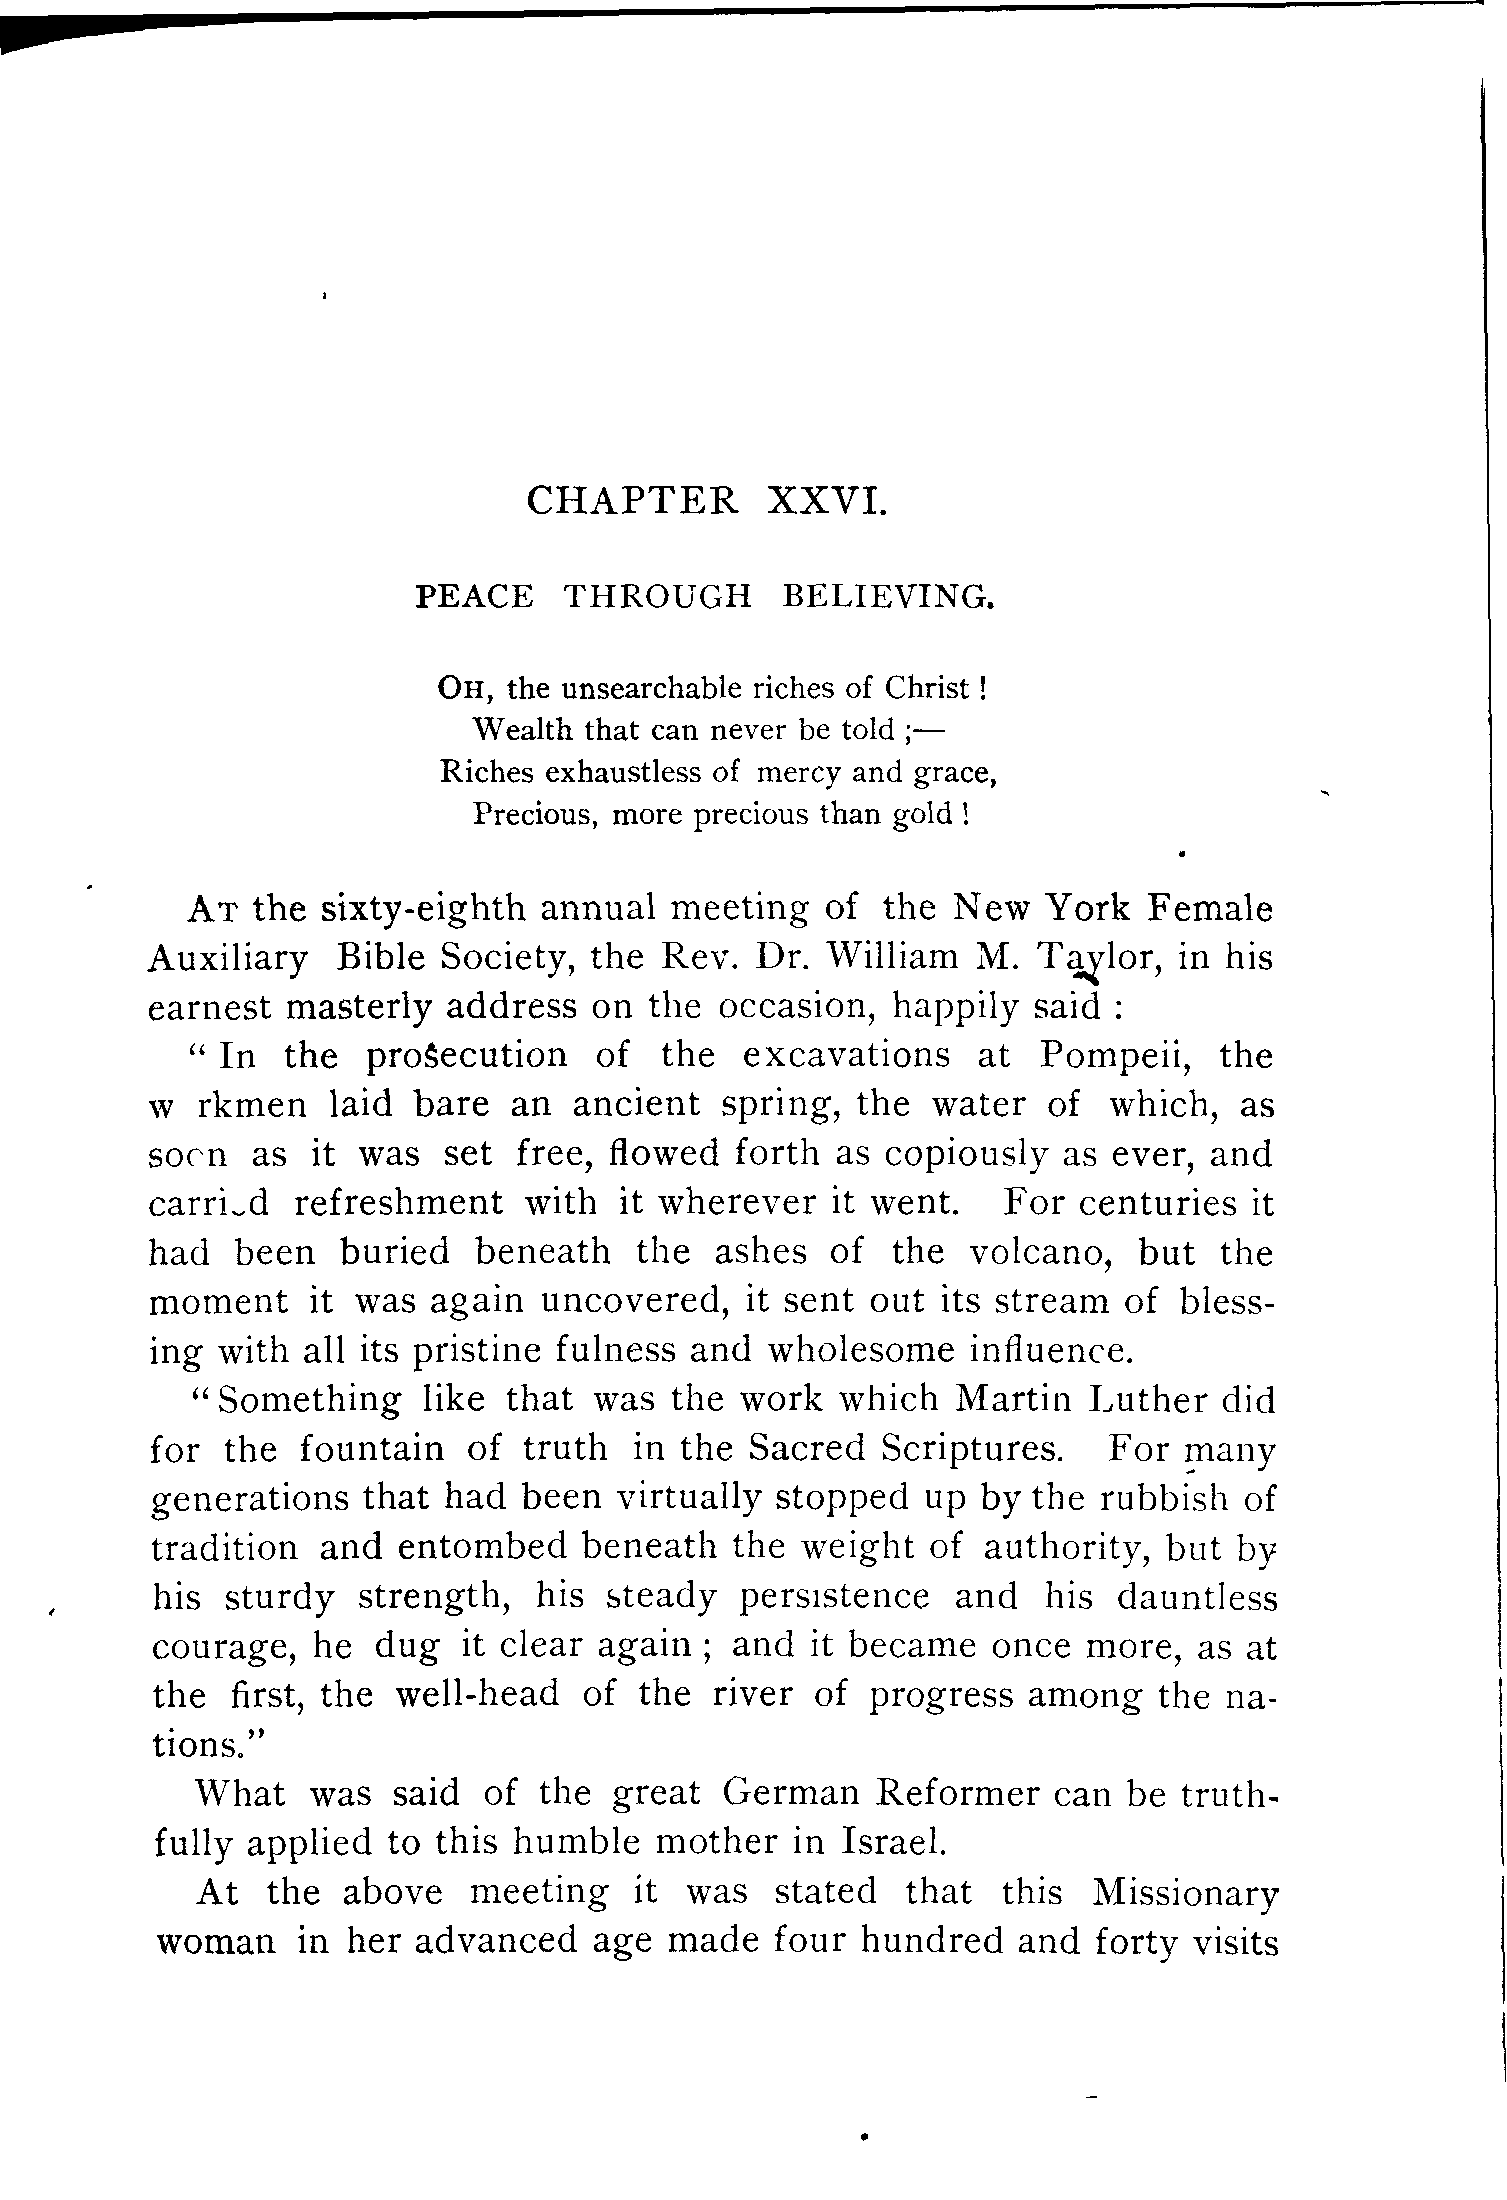 CHAPTER XXVI.
PEACE THROUGH BELIEVING.
OH, the unsearchable riches of Christ !
Wealth that can never be told ;—
Riches exhaustless of mercy and grace,
Precious, more precious than gold !
AT the sixty-eighth annual meeting of the New York Female
Auxiliary Bible Society, the Rev. Dr. William M. Taylor, in his
earnest masterly address on the occasion, happily said :
“ In the prosecution of the excavations at Pompeii, the
w rkmen laid bare an ancient spring, the water of which, as
soon as it was set free, flowed forth as copiously as ever, and
carried refreshment with it wherever it went. For centuries it
had been buried beneath the ashes of the volcano, but the
moment it was again uncovered, it sent out its stream of bless-
ing with all its pristine fulness and wholesome influence.
“ Something like that was the work which Martin Luther did
for the fountain of truth in the Sacred Scriptures. For many
generations that had been virtually stopped up by the rubbish of
tradition and entombed beneath the weight of authority, but by
his sturdy strength, his steady persistence and his dauntless
courage, he dug it clear again ; and it became once more, as at
the first, the well-head of the river of progress among the na-
tions.”
What was said of the great German Reformer can be truth-
fully applied to this humble mother in Israel.
At the above meeting it was stated that this Missionary
woman in her advanced age made four hundred and forty visits